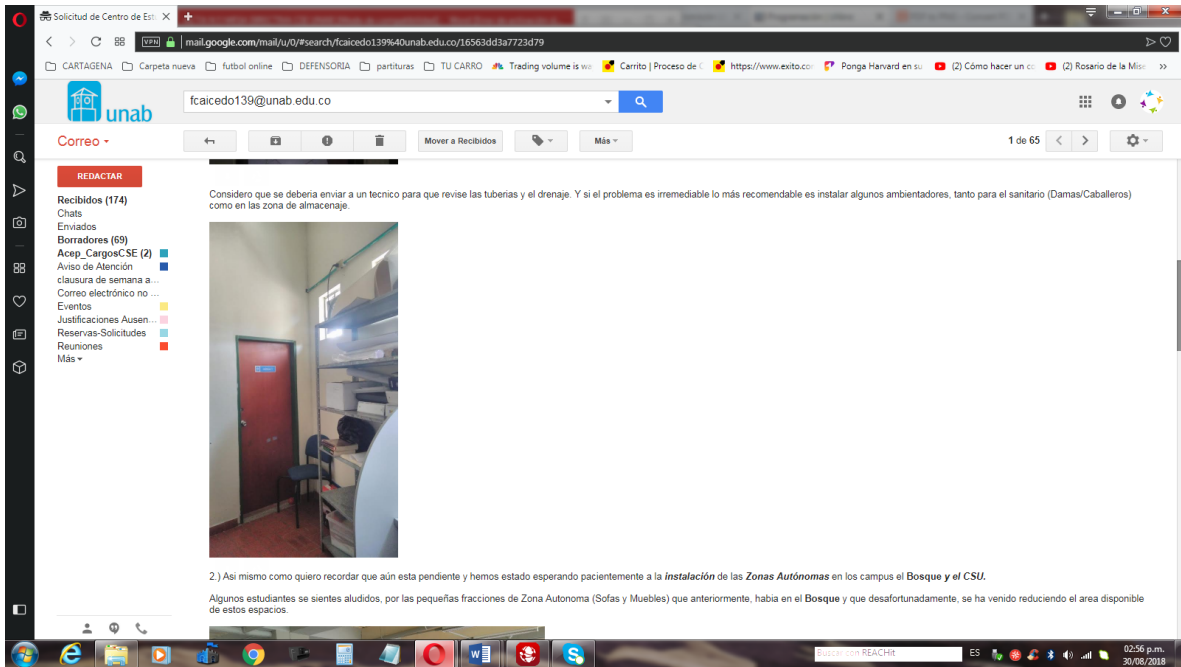 Solicitud de Centro de Est
VPN mail.google.com/mail/u/0/#search/fcaicedo139%40unab.edu.co/16563dd3a7723d79
CARTAGENA Carpeta nueva futbol online DEFENSORIA partituras TU CARRO Trading volume is wa Carrito | Proceso de C https://www.exito.com Ponga Harvard en su (2) Cómo hacer un co (2) Rosario de la Mise
unab
fcaicedo139@unab.edu.co
Correo
Mover a Recibidos
Más
1 de 65
REDACTAR
Recibidos (174)
Chats
Enviados
Borradores (69)
Acep_CargosCSE (2)
Aviso de Atención
clausura de semana a...
Correo electrónico no ...
Eventos
Justificaciones Ausen...
Reservas-Solicitudes
Reuniones
Más
Considero que se deberia enviar a un tecnico para que revise las tuberias y el drenaje. Y si el problema es irremediable lo más recomendable es instalar algunos ambientadores, tanto para el sanitario (Damas/Caballeros)
como en las zona de almacenaje.
2.) Asi mismo como quiero recordar que aún esta pendiente y hemos estado esperando pacientemente a la instalación de las Zonas Autónomas en los campus el Bosque y el CSU.
Algunos estudiantes se sientes aludidos, por las pequeñas fracciones de Zona Autonoma (Sofas y Muebles) que anteriormente, habia en el Bosque y que desafortunadamente, se ha venido reduciendo el area disponible
de estos espacios.
Buscar con REACHit
ES
02:56 p.m.
30/08/2018